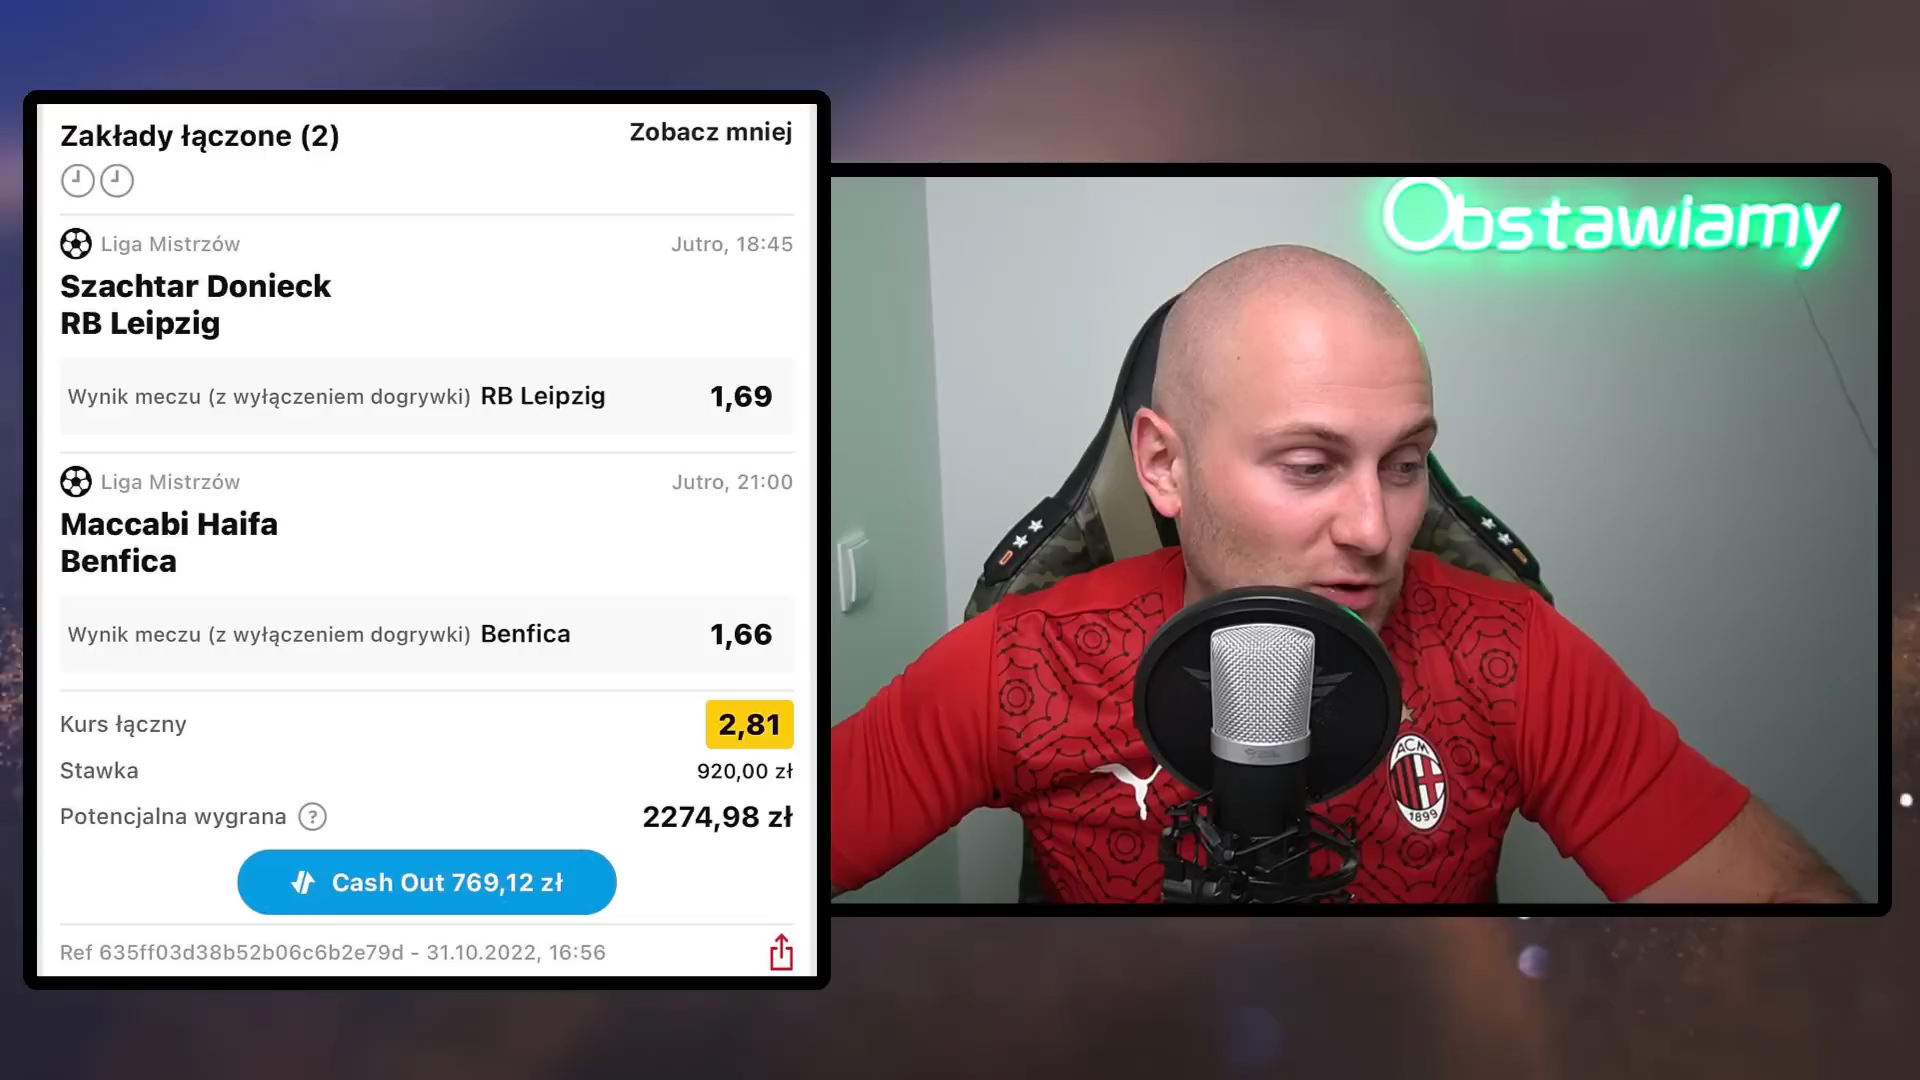 Zakłady łączone (2)
Zobacz mniej
Liga Mistrzów
Jutro, 18:45
Szachtar Donieck
RB Leipzig
Wynik meczu (z wyłączeniem dogrywki) RB Leipzig 1,69
Liga Mistrzów
Jutro, 21:00
Maccabi Haifa
Benfica
Wynik meczu (z wyłączeniem dogrywki) Benfica 1,66
Kurs łączny 2,81
Stawka 920,00 zł
Potencjalna wygrana ? 2274,98 zł
Cash Out 769,12 zł
Ref 635ff03d38b52b06c6b2e79d - 31.10.2022, 16:56
Obstawiamy
ACM
1899